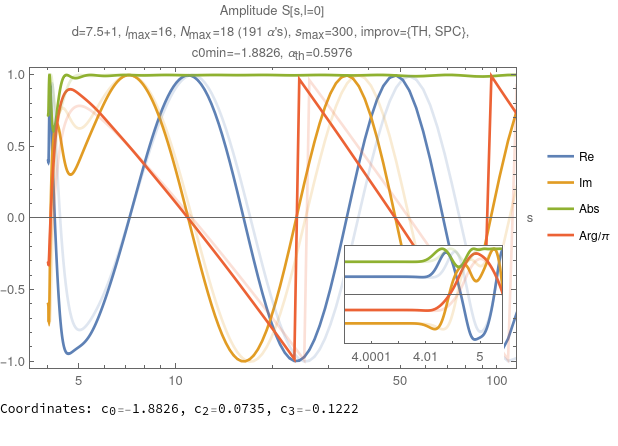 Amplitude S[s,l=0]
d=7.5+1, lmax=16, Nmax=18 (191 α's), smax=300, improv={TH, SPC},
c0min=-1.8826, αth=0.5976
1.0
0.5
0.0
-0.5
-1.0
s
5
10
50
100
4.0001
4.01
5
Re
Im
Abs
Arg/π
Coordinates: c0=-1.8826, c2=0.0735, c3=-0.1222